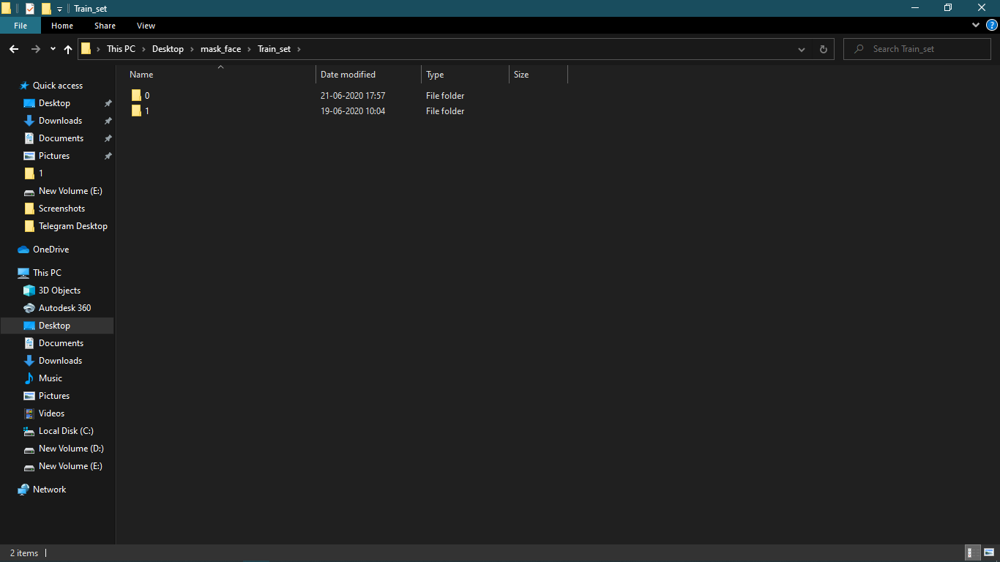 Train_set
File Home Share View
This PC Desktop mask_face Train_set Search Train_set
Name Date modified Type Size
0 21-06-2020 17:57 File folder
1 19-06-2020 10:04 File folder
Quick access
Desktop
Downloads
Documents
Pictures
1
New Volume (E:)
Screenshots
Telegram Desktop
OneDrive
This PC
3D Objects
Autodesk 360
Desktop
Documents
Downloads
Music
Pictures
Videos
Local Disk (C:)
New Volume (D:)
New Volume (E:)
Network
2 items